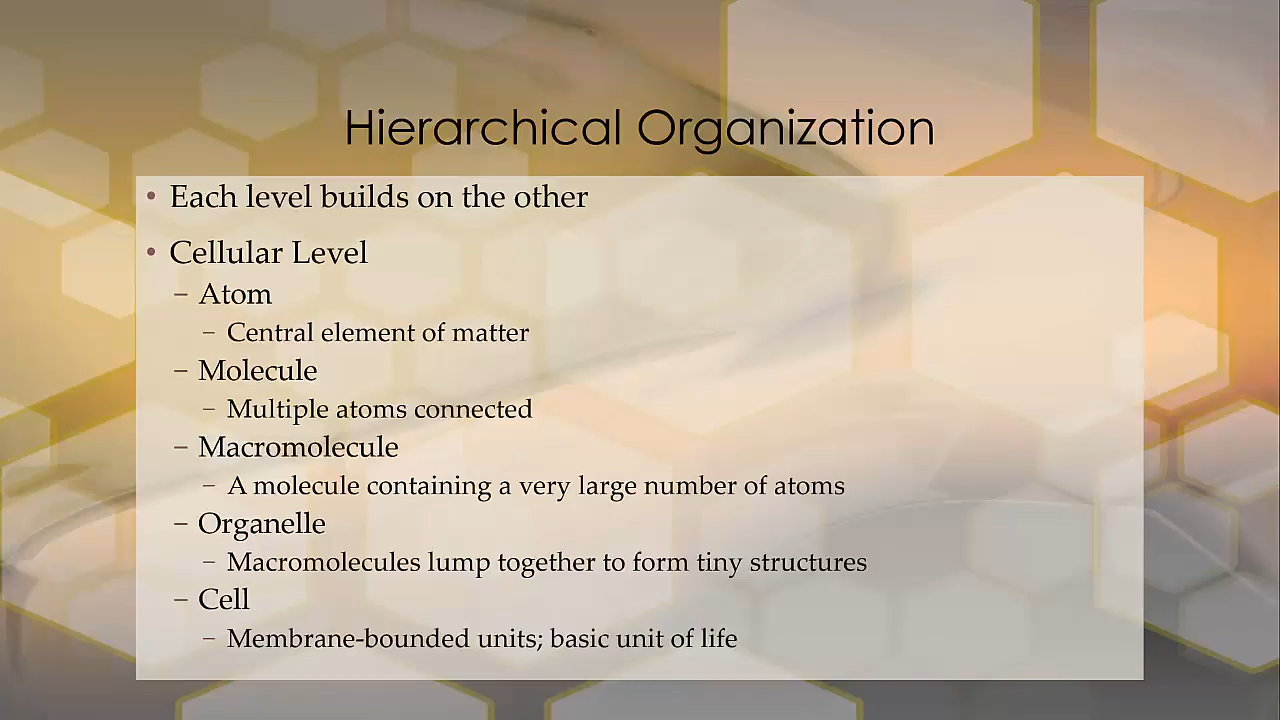 Hierarchical Organization
• Each level builds on the other
• Cellular Level
– Atom
– Central element of matter
– Molecule
– Multiple atoms connected
– Macromolecule
– A molecule containing a very large number of atoms
– Organelle
– Macromolecules lump together to form tiny structures
– Cell
– Membrane-bounded units; basic unit of life